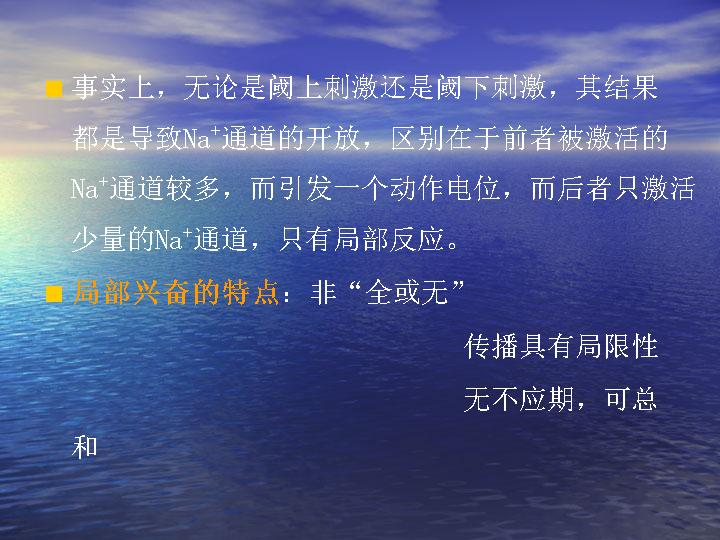 事实上，无论是阈上刺激还是阈下刺激，其结果
都是导致Na⁺通道的开放，区别在于前者被激活的
Na⁺通道较多，而引发一个动作电位，而后者只激活
少量的Na⁺通道，只有局部反应。
局部兴奋的特点：非“全或无”
传播具有局限性
无不应期，可总
和